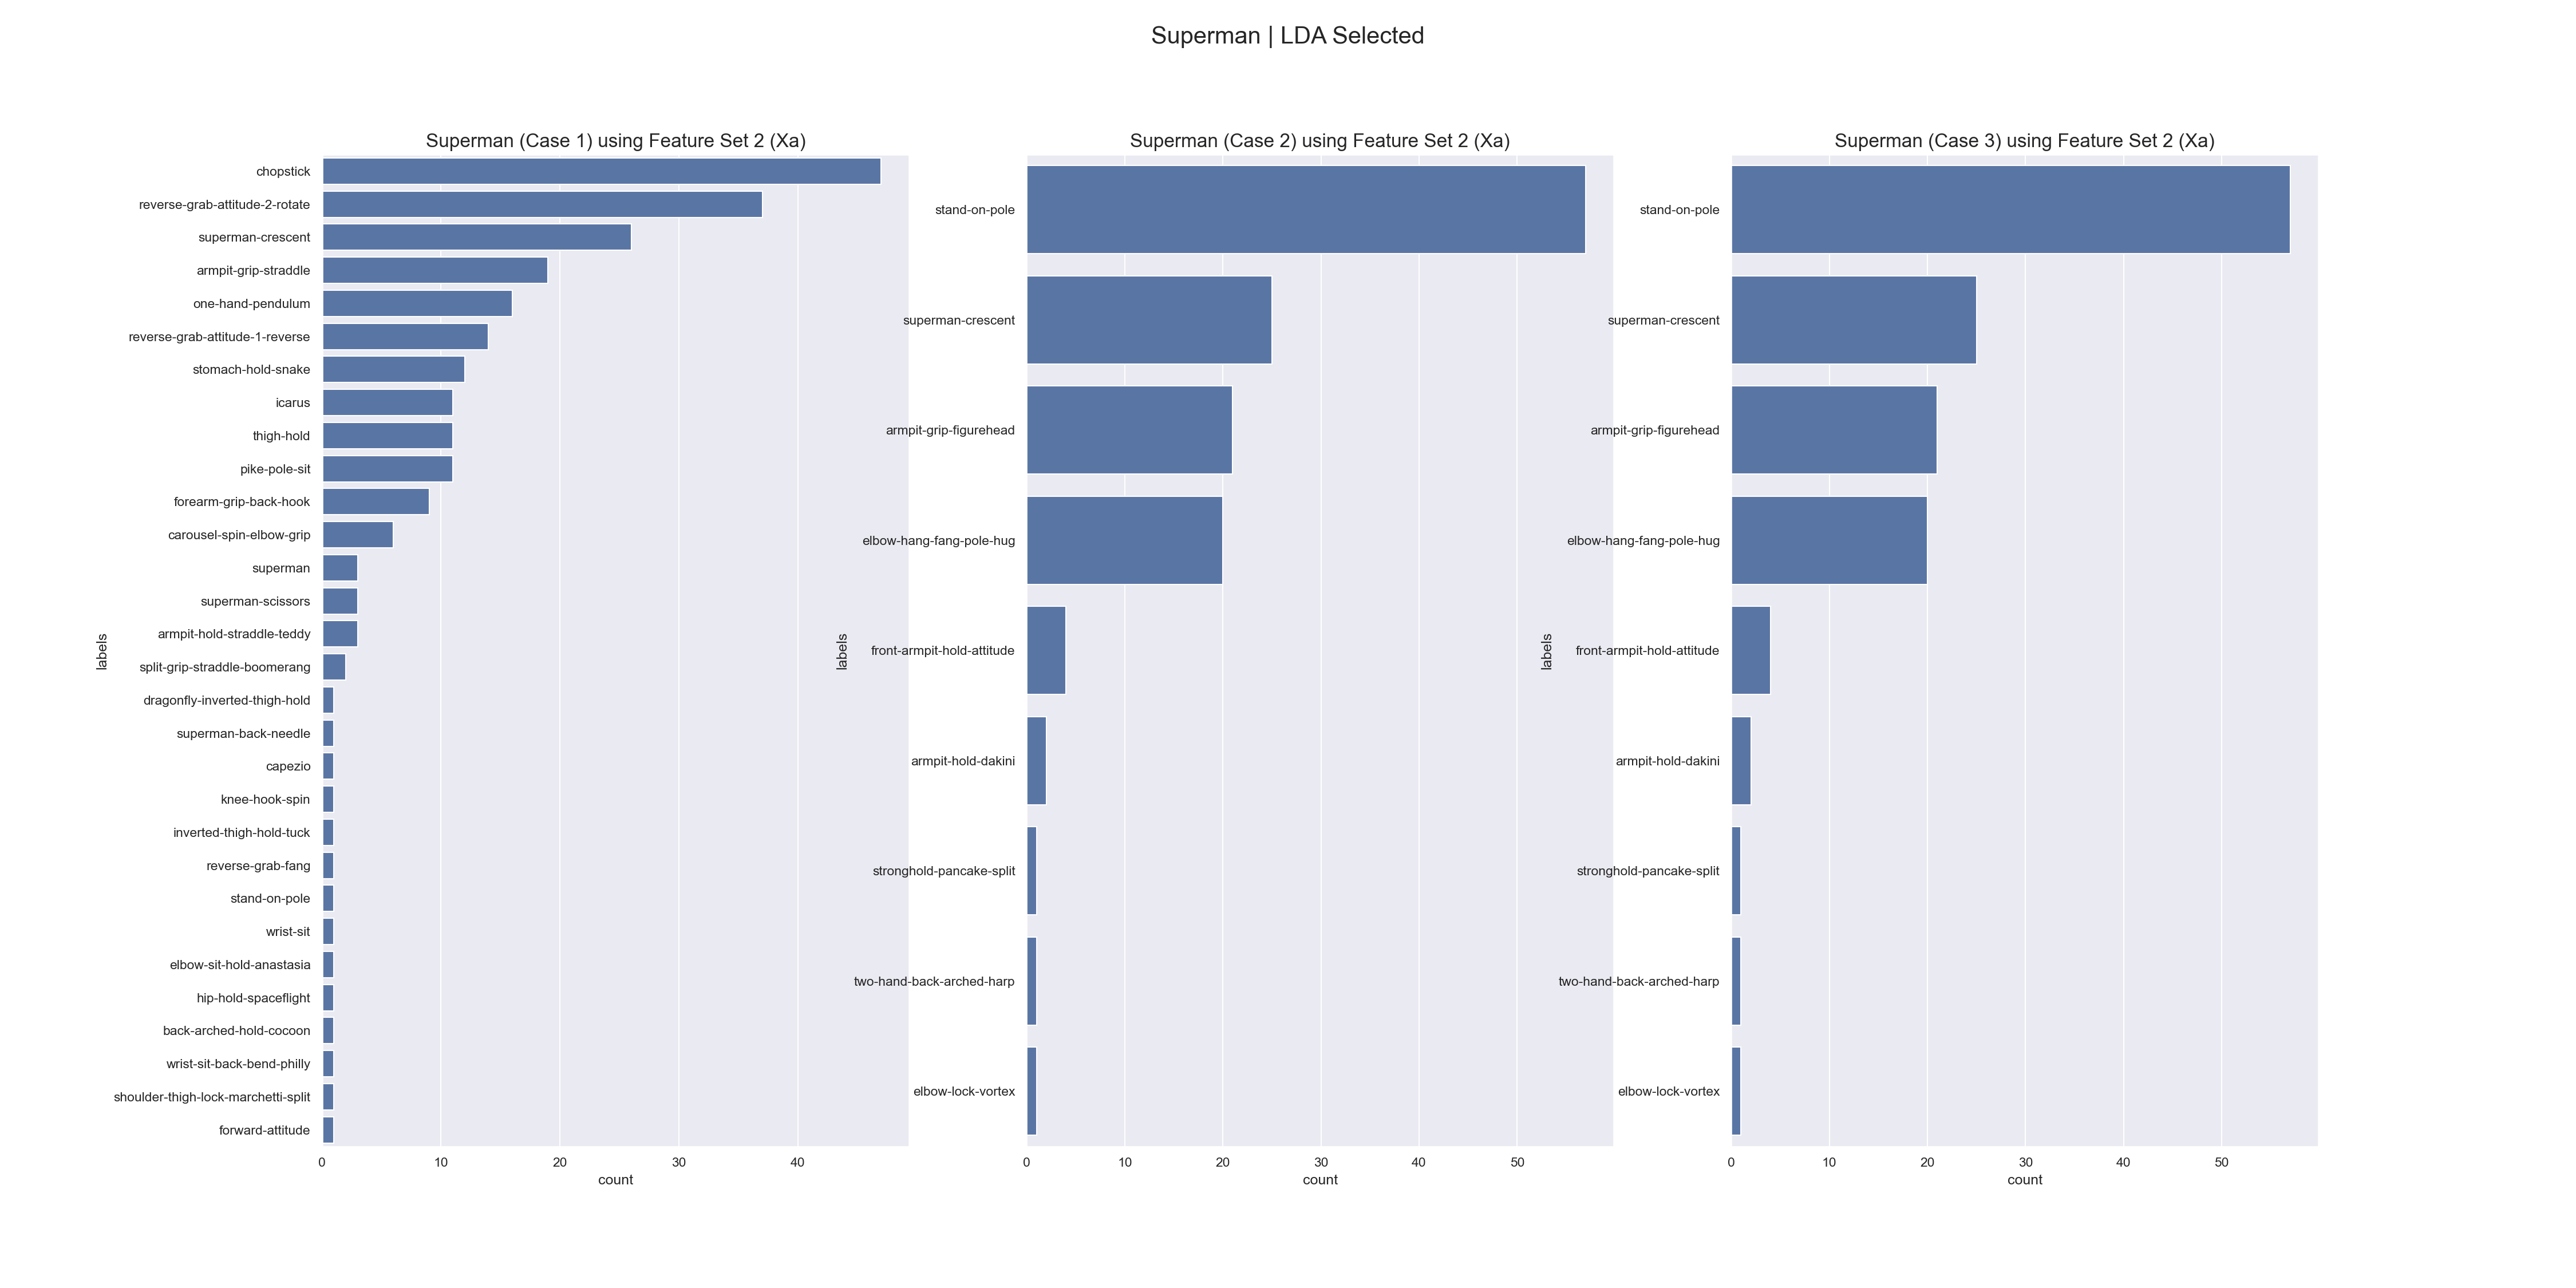 Superman | LDA Selected
Superman (Case 1) using Feature Set 2 (Xa)
chopstick
reverse-grab-attitude-2-rotate
superman-crescent
armpit-grip-straddle
one-hand-pendulum
reverse-grab-attitude-1-reverse
stomach-hold-snake
icarus
thigh-hold
pike-pole-sit
forearm-grip-back-hook
carousel-spin-elbow-grip
superman
superman-scissors
armpit-hold-straddle-teddy
split-grip-straddle-boomerang
dragonfly-inverted-thigh-hold
superman-back-needle
capezio
knee-hook-spin
inverted-thigh-hold-tuck
reverse-grab-fang
stand-on-pole
wrist-sit
elbow-sit-hold-anastasia
hip-hold-spaceflight
back-arched-hold-cocoon
wrist-sit-back-bend-philly
shoulder-thigh-lock-marchetti-split
forward-attitude
labels
0 10 20 30 40
count
Superman (Case 2) using Feature Set 2 (Xa)
stand-on-pole
superman-crescent
armpit-grip-figurehead
elbow-hang-fang-pole-hug
front-armpit-hold-attitude
armpit-hold-dakini
stronghold-pancake-split
two-hand-back-arched-harp
elbow-lock-vortex
labels
0 10 20 30 40 50
count
Superman (Case 3) using Feature Set 2 (Xa)
stand-on-pole
superman-crescent
armpit-grip-figurehead
elbow-hang-fang-pole-hug
front-armpit-hold-attitude
armpit-hold-dakini
stronghold-pancake-split
two-hand-back-arched-harp
elbow-lock-vortex
labels
0 10 20 30 40 50
count